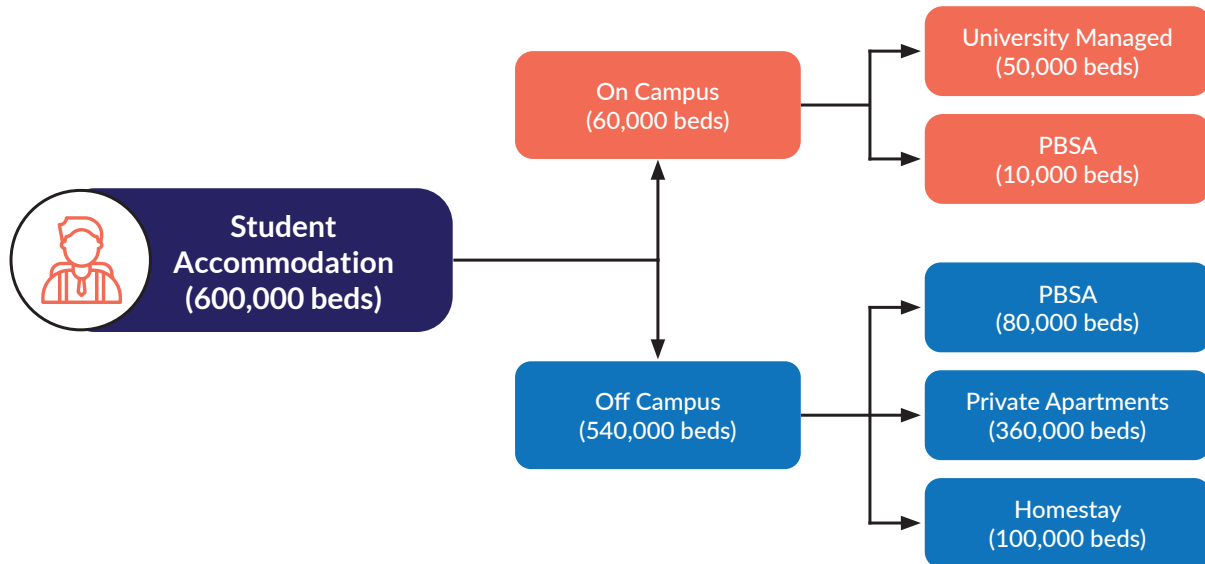 Student
Accommodation
(600,000 beds)
On Campus
(60,000 beds)
University Managed
(50,000 beds)
PBSA
(10,000 beds)
Off Campus
(540,000 beds)
PBSA
(80,000 beds)
Private Apartments
(360,000 beds)
Homestay
(100,000 beds)